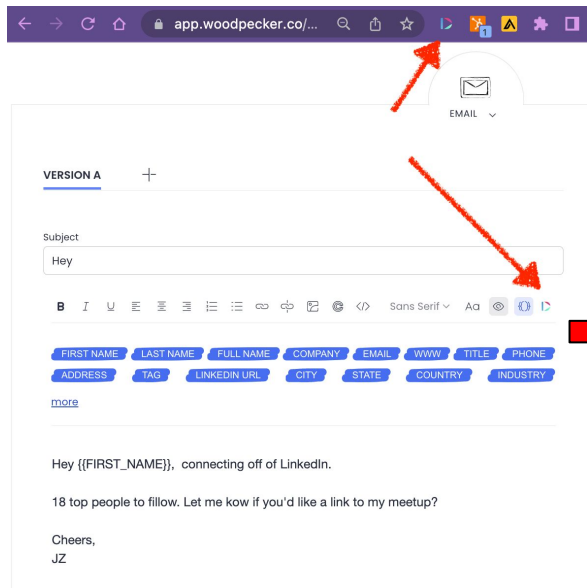 app.woodpecker.co/...
1
EMAIL
VERSION A
Subject
Hey
B I U </> Sans Serif Aa {}
FIRST NAME LAST NAME FULL NAME COMPANY EMAIL WWW TITLE PHONE
ADDRESS TAG LINKEDIN URL CITY STATE COUNTRY INDUSTRY
more
Hey {{FIRST_NAME}}, connecting off of LinkedIn.
18 top people to fillow. Let me kow if you'd like a link to my meetup?
Cheers,
JZ